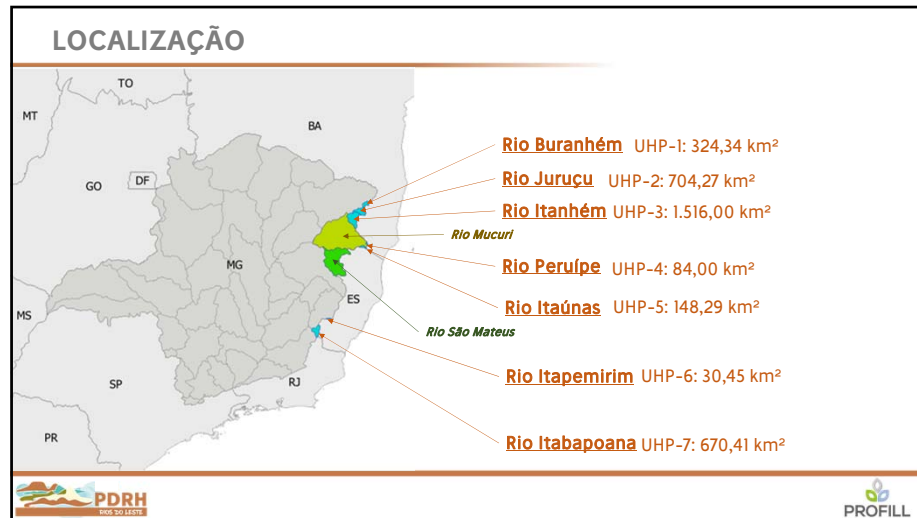 LOCALIZAÇÃO
TO
MT
BA
GO
DF
MG
ES
MS
SP
RJ
PR
Rio Buranhém UHP-1: 324,34 km²
Rio Juruçu UHP-2: 704,27 km²
Rio Itanhém UHP-3: 1.516,00 km²
Rio Mucuri
Rio Peruípe UHP-4: 84,00 km²
Rio Itaúnas UHP-5: 148,29 km²
Rio São Mateus
Rio Itapemirim UHP-6: 30,45 km²
Rio Itabapoana UHP-7: 670,41 km²
PDRH
RIOS DO LESTE
PROFILL